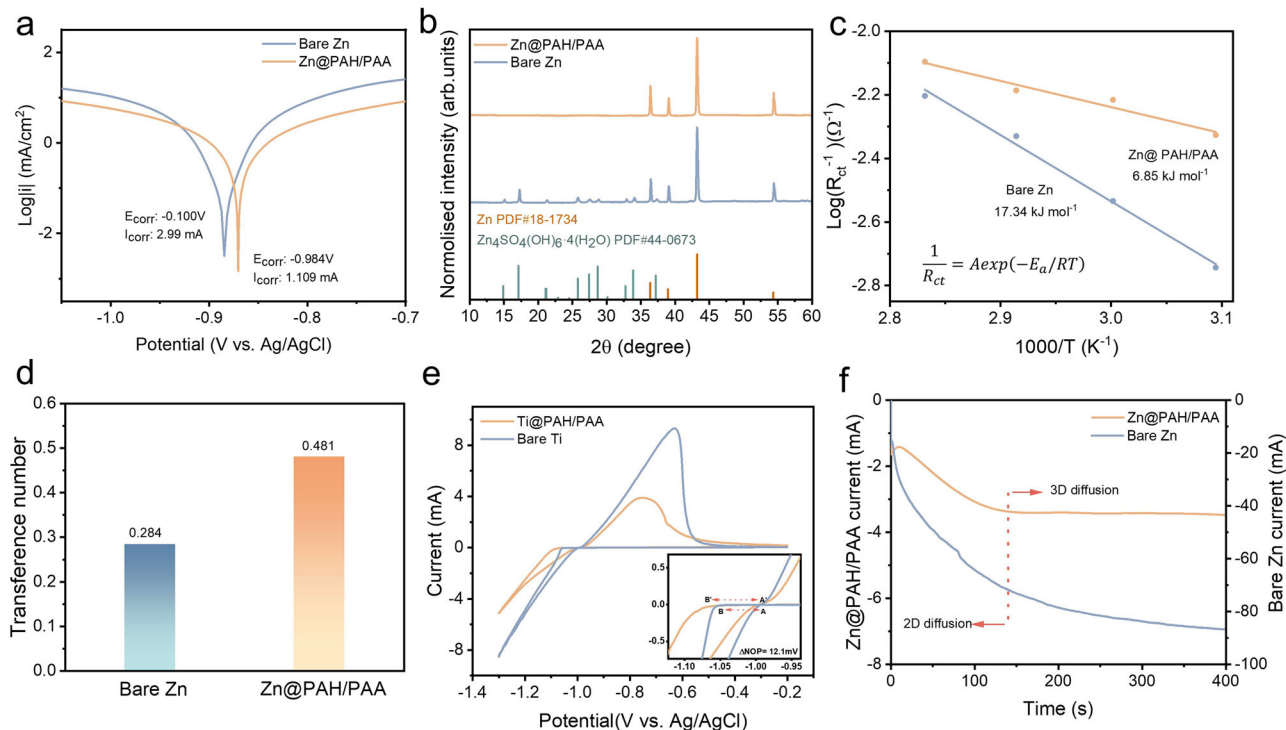 a
Bare Zn
Zn@PAH/PAA
Log|i| (mA/cm²)
2
0
-2
E_corr: -0.100V
I_corr: 2.99 mA
E_corr: -0.984V
I_corr: 1.109 mA
-1.0
-0.9
-0.8
-0.7
Potential (V vs. Ag/AgCl)
b
Zn@PAH/PAA
Bare Zn
Normolised intensity (arb.units)
Zn PDF#18-1734
Zn₄SO₄(OH)₆·4(H₂O) PDF#44-0673
10
15
20
25
30
35
40
45
50
55
60
2θ (degree)
c
Log(R_ct⁻¹)(Ω⁻¹)
-2.0
-2.2
-2.4
-2.6
-2.8
Zn@ PAH/PAA
6.85 kJ mol⁻¹
Bare Zn
17.34 kJ mol⁻¹
1/R_ct = Aexp(−E_a/RT)
2.8
2.9
3.0
3.1
1000/T (K⁻¹)
d
Transference number
0.6
0.5
0.4
0.3
0.2
0.1
0.0
0.284
0.481
Bare Zn
Zn@PAH/PAA
e
Ti@PAH/PAA
Bare Ti
Current (mA)
8
4
0
-4
-8
0.5
0.0
-0.5
B'
A'
B
A
ΔNOP= 12.1mV
-1.10
-1.05
-1.00
-0.95
-1.4
-1.2
-1.0
-0.8
-0.6
-0.4
-0.2
Potential(V vs. Ag/AgCl)
f
Zn@PAH/PAA
Bare Zn
Zn@PAH/PAA current (mA)
0
-2
-4
-6
-8
3D diffusion
2D diffusion
0
-20
-40
-60
-80
-100
Bare Zn current (mA)
0
100
200
300
400
Time (s)